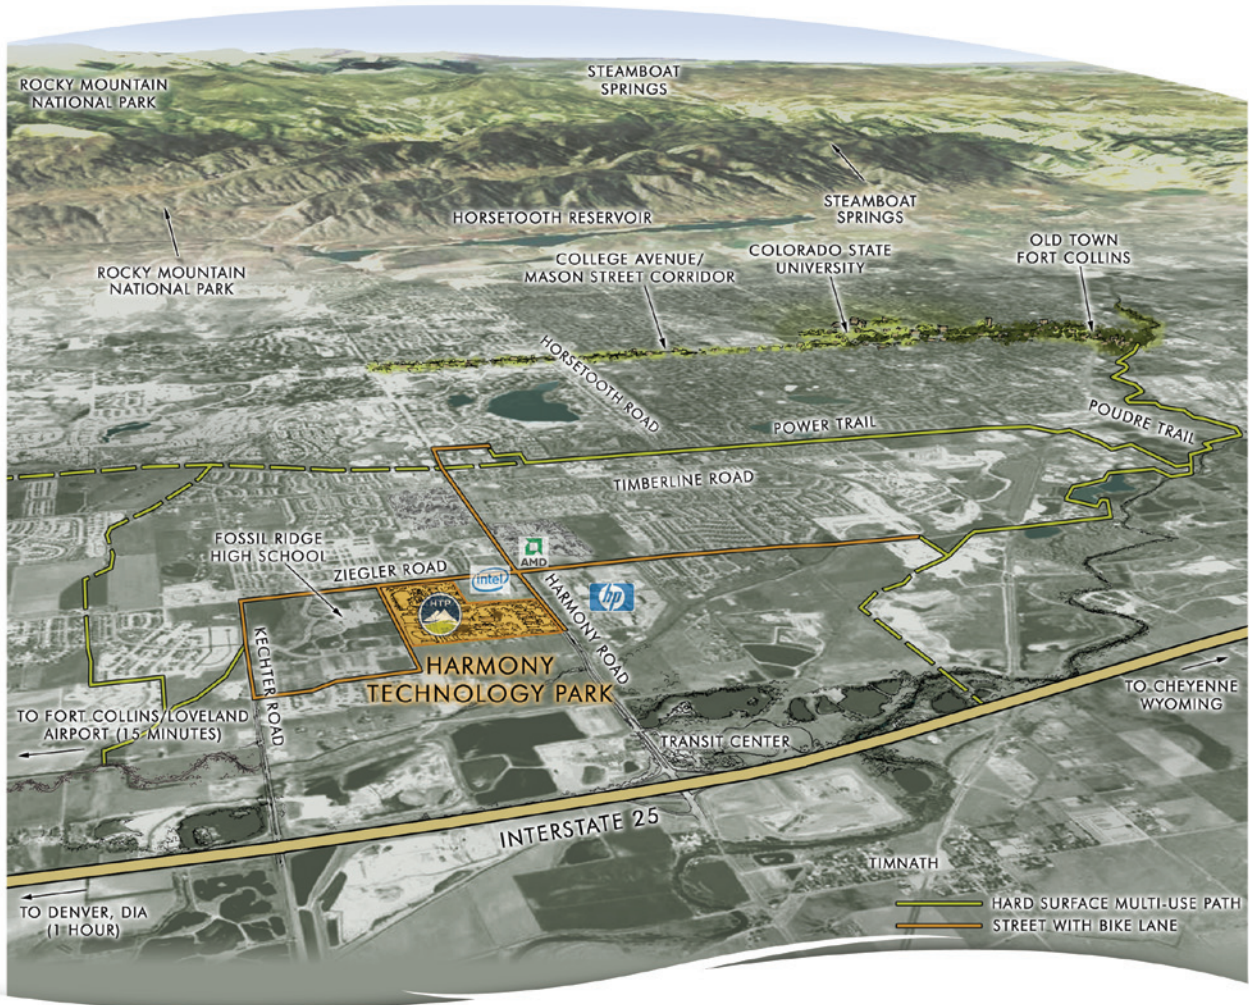 STEAMBOAT
SPRINGS
ROCKY MOUNTAIN
NATIONAL PARK
STEAMBOAT
SPRINGS
HORSETOOTH RESERVOIR
OLD TOWN
FORT COLLINS
COLORADO STATE
UNIVERSITY
COLLEGE AVENUE/
MASON STREET CORRIDOR
ROCKY MOUNTAIN
NATIONAL PARK
HORSETOOTH ROAD
POUDRE TRAIL
POWER TRAIL
TIMBERLINE ROAD
FOSSIL RIDGE
HIGH SCHOOL
AMD
ZIEGLER ROAD
intel
hp
HTP
HARMONY ROAD
KECHTER ROAD
HARMONY
TECHNOLOGY PARK
TO CHEYENNE
WYOMING
TO FORT COLLINS/LOVELAND
AIRPORT (15 MINUTES)
TRANSIT CENTER
INTERSTATE 25
TIMNATH
TO DENVER, DIA
(1 HOUR)
HARD SURFACE MULTI-USE PATH
STREET WITH BIKE LANE